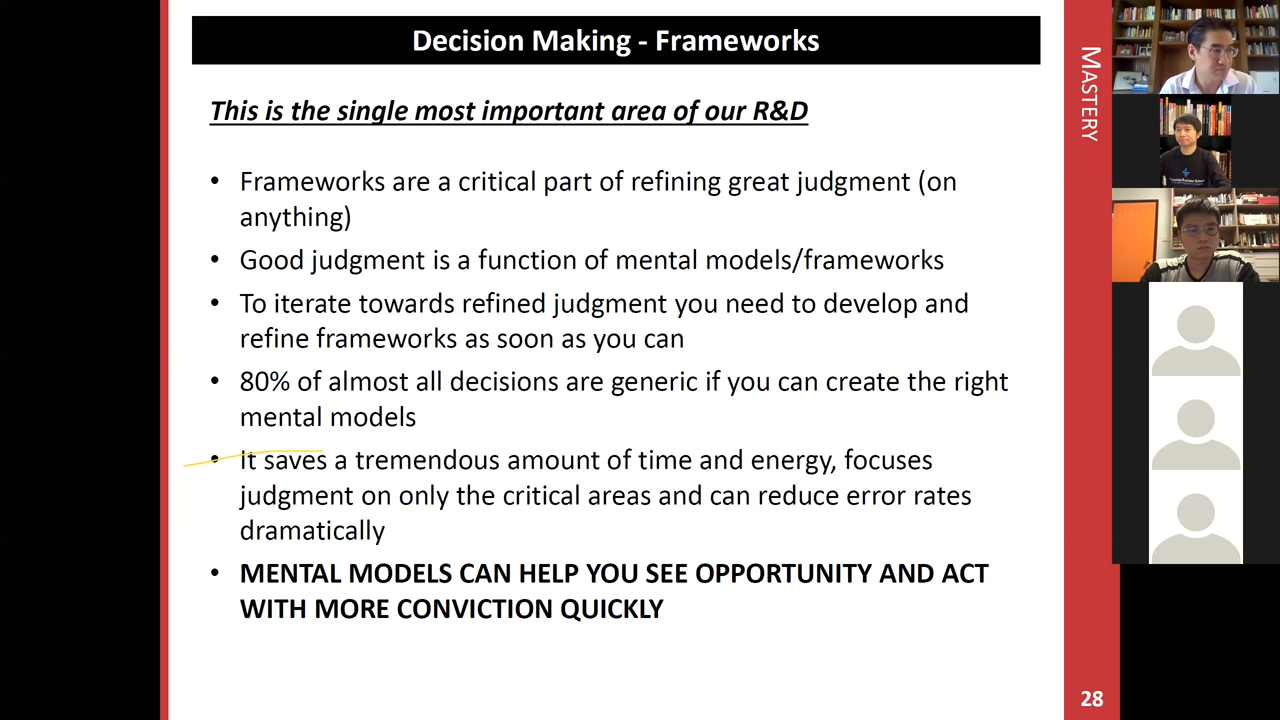 Decision Making - Frameworks
This is the single most important area of our R&D
• Frameworks are a critical part of refining great judgment (on
anything)
• Good judgment is a function of mental models/frameworks
• To iterate towards refined judgment you need to develop and
refine frameworks as soon as you can
• 80% of almost all decisions are generic if you can create the right
mental models
• It saves a tremendous amount of time and energy, focuses
judgment on only the critical areas and can reduce error rates
dramatically
• MENTAL MODELS CAN HELP YOU SEE OPPORTUNITY AND ACT
WITH MORE CONVICTION QUICKLY
MASTERY
28